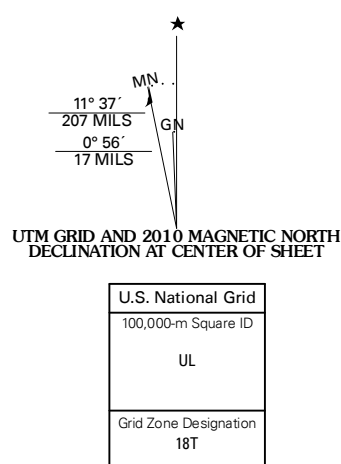 ★
MN
11° 37´
207 MILS
GN
0° 56´
17 MILS
UTM GRID AND 2010 MAGNETIC NORTH
DECLINATION AT CENTER OF SHEET
U.S. National Grid
100,000-m Square ID
UL
Grid Zone Designation
18T